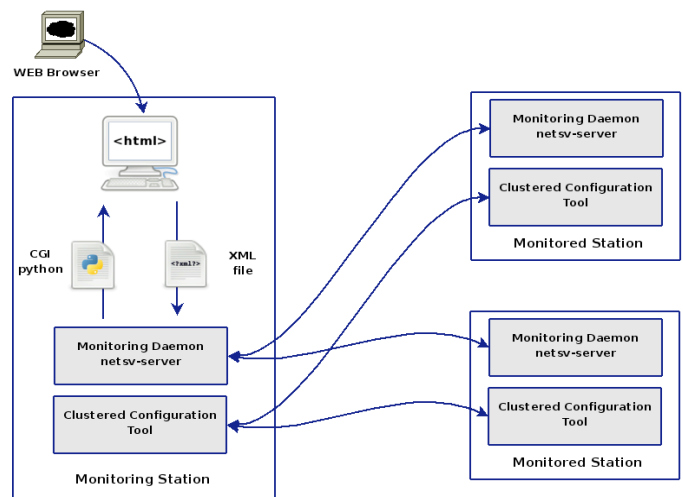 WEB Browser
<html>
CGI
python
<?xml?>
XML
file
Monitoring Daemon
netsv-server
Clustered Configuration
Tool
Monitoring Station
Monitoring Daemon
netsv-server
Clustered Configuration
Tool
Monitored Station
Monitoring Daemon
netsv-server
Clustered Configuration
Tool
Monitored Station